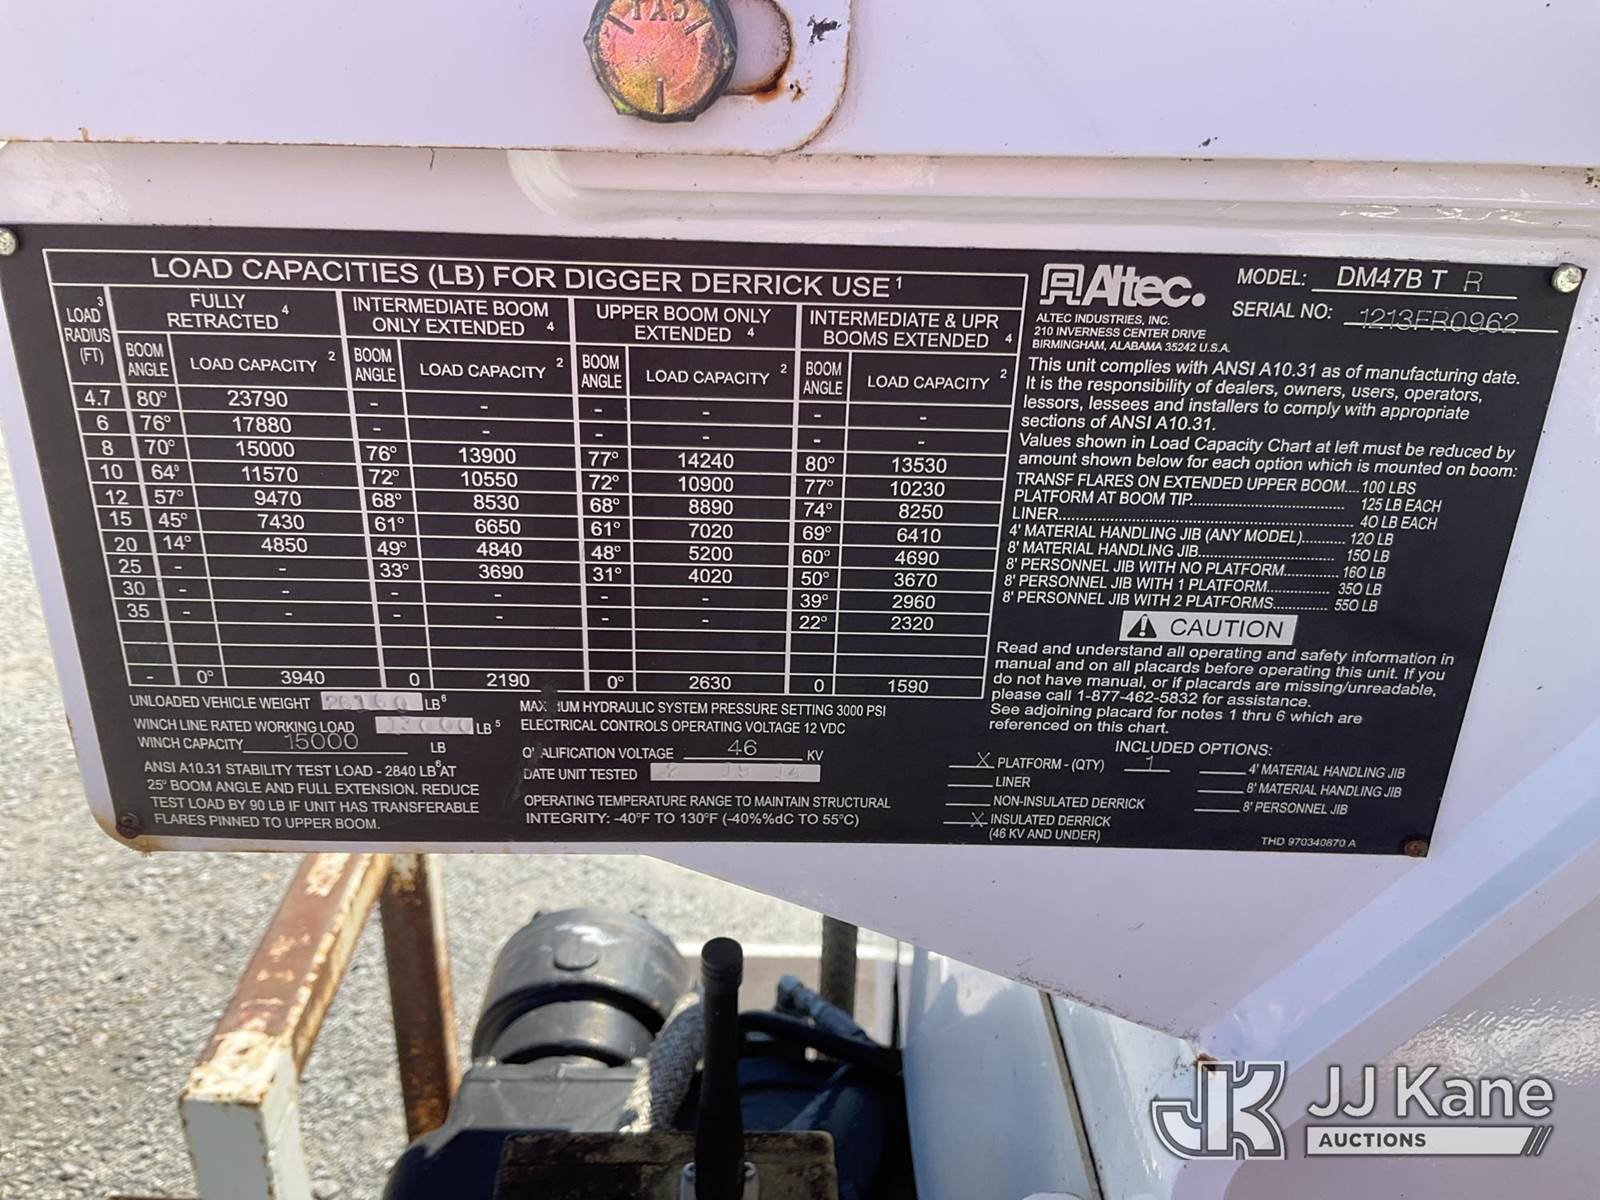 LOAD CAPACITIES (LB) FOR DIGGER DERRICK USE 1
LOAD 3 RADIUS (FT)
FULLY RETRACTED 4
INTERMEDIATE BOOM ONLY EXTENDED 4
UPPER BOOM ONLY EXTENDED 4
INTERMEDIATE & UPR BOOMS EXTENDED 4
BOOM ANGLE LOAD CAPACITY 2 BOOM ANGLE LOAD CAPACITY 2 BOOM ANGLE LOAD CAPACITY 2 BOOM ANGLE LOAD CAPACITY 2
4.7 80° 23790 - - - - - -
6 76° 17880 - - - - - -
8 70° 15000 76° 13900 77° 14240 80° 13530
10 64° 11570 72° 10550 72° 10900 77° 10230
12 57° 9470 68° 8530 68° 8890 74° 8250
15 45° 7430 61° 6650 61° 7020 69° 6410
20 14° 4850 49° 4840 48° 5200 60° 4690
25 - - 33° 3690 31° 4020 50° 3670
30 - - - - - - 39° 2960
35 - - - - - - 22° 2320
- 0° 3940 0 2190 0° 2630 0 1590
UNLOADED VEHICLE WEIGHT LB 6
WINCH LINE RATED WORKING LOAD LB 5
WINCH CAPACITY 15000 LB
ANSI A10.31 STABILITY TEST LOAD - 2840 LB 6 AT
25° BOOM ANGLE AND FULL EXTENSION. REDUCE
TEST LOAD BY 90 LB IF UNIT HAS TRANSFERABLE
FLARES PINNED TO UPPER BOOM.
HYDRAULIC SYSTEM PRESSURE SETTING 3000 PSI
ELECTRICAL CONTROLS OPERATING VOLTAGE 12 VDC
QUALIFICATION VOLTAGE 46 KV
DATE UNIT TESTED
OPERATING TEMPERATURE RANGE TO MAINTAIN STRUCTURAL
INTEGRITY: -40°F TO 130°F (-40%%dC TO 55°C)
Altec.
ALTEC INDUSTRIES, INC.
210 INVERNESS CENTER DRIVE
BIRMINGHAM, ALABAMA 35242 U.S.A.
MODEL: DM47B T R
SERIAL NO: 1213FR0962
This unit complies with ANSI A10.31 as of manufacturing date.
It is the responsibility of dealers, owners, users, operators,
lessors, lessees and installers to comply with appropriate
sections of ANSI A10.31.
Values shown in Load Capacity Chart at left must be reduced by
amount shown below for each option which is mounted on boom:
TRANSF FLARES ON EXTENDED UPPER BOOM....100 LBS
PLATFORM AT BOOM TIP.................... 125 LB EACH
LINER.................... 40 LB EACH
4' MATERIAL HANDLING JIB (ANY MODEL).......... 120 LB
8' MATERIAL HANDLING JIB.................... 150 LB
8' PERSONNEL JIB WITH NO PLATFORM............. 160 LB
8' PERSONNEL JIB WITH 1 PLATFORM.............. 350 LB
8' PERSONNEL JIB WITH 2 PLATFORMS............. 550 LB
CAUTION
Read and understand all operating and safety information in
manual and on all placards before operating this unit. If you
do not have manual, or if placards are missing/unreadable,
please call 1-877-462-5832 for assistance.
See adjoining placard for notes 1 thru 6 which are
referenced on this chart.
INCLUDED OPTIONS:
X PLATFORM - (QTY) 1
LINER
NON-INSULATED DERRICK
X INSULATED DERRICK
(46 KV AND UNDER)
4' MATERIAL HANDLING JIB
8' MATERIAL HANDLING JIB
8' PERSONNEL JIB
THD 970340870 A
JK JJ Kane
AUCTIONS